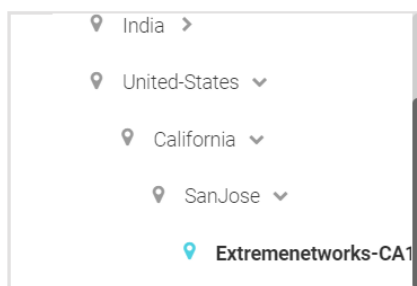 India
United-States
California
SanJose
Extremenetworks-CA1